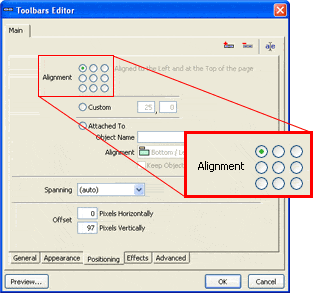 Toolbars Editor
Main
Alignment
Aligned to the Left and at the Top of the page
Custom
25 , 0
Attached To
Object Name
Alignment
Bottom / Le
Keep Object
Alignment
Spanning
(auto)
Offset
0 Pixels Horizontally
97 Pixels Vertically
General
Appearance
Positioning
Effects
Advanced
Preview...
OK
Cancel